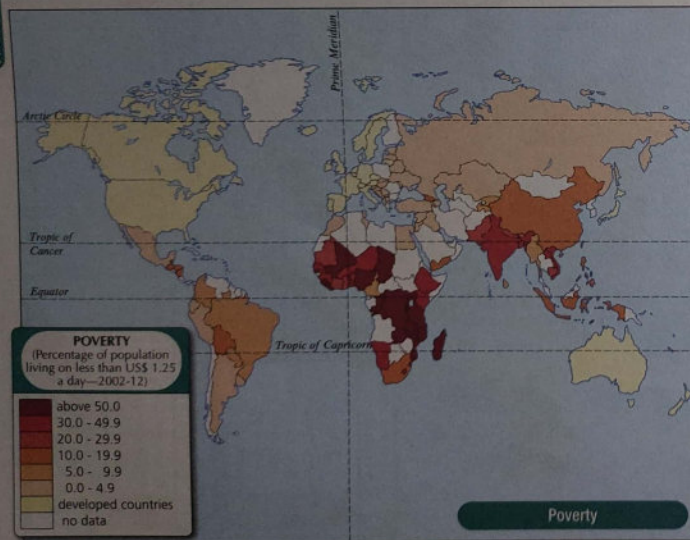 Prime Meridian
Arctic Circle
Tropic of
Cancer
Equator
Tropic of Capricorn
POVERTY
(Percentage of population
living on less than US$ 1.25
a day—2002-12)
above 50.0
30.0 - 49.9
20.0 - 29.9
10.0 - 19.9
5.0 - 9.9
0.0 - 4.9
developed countries
no data
Poverty